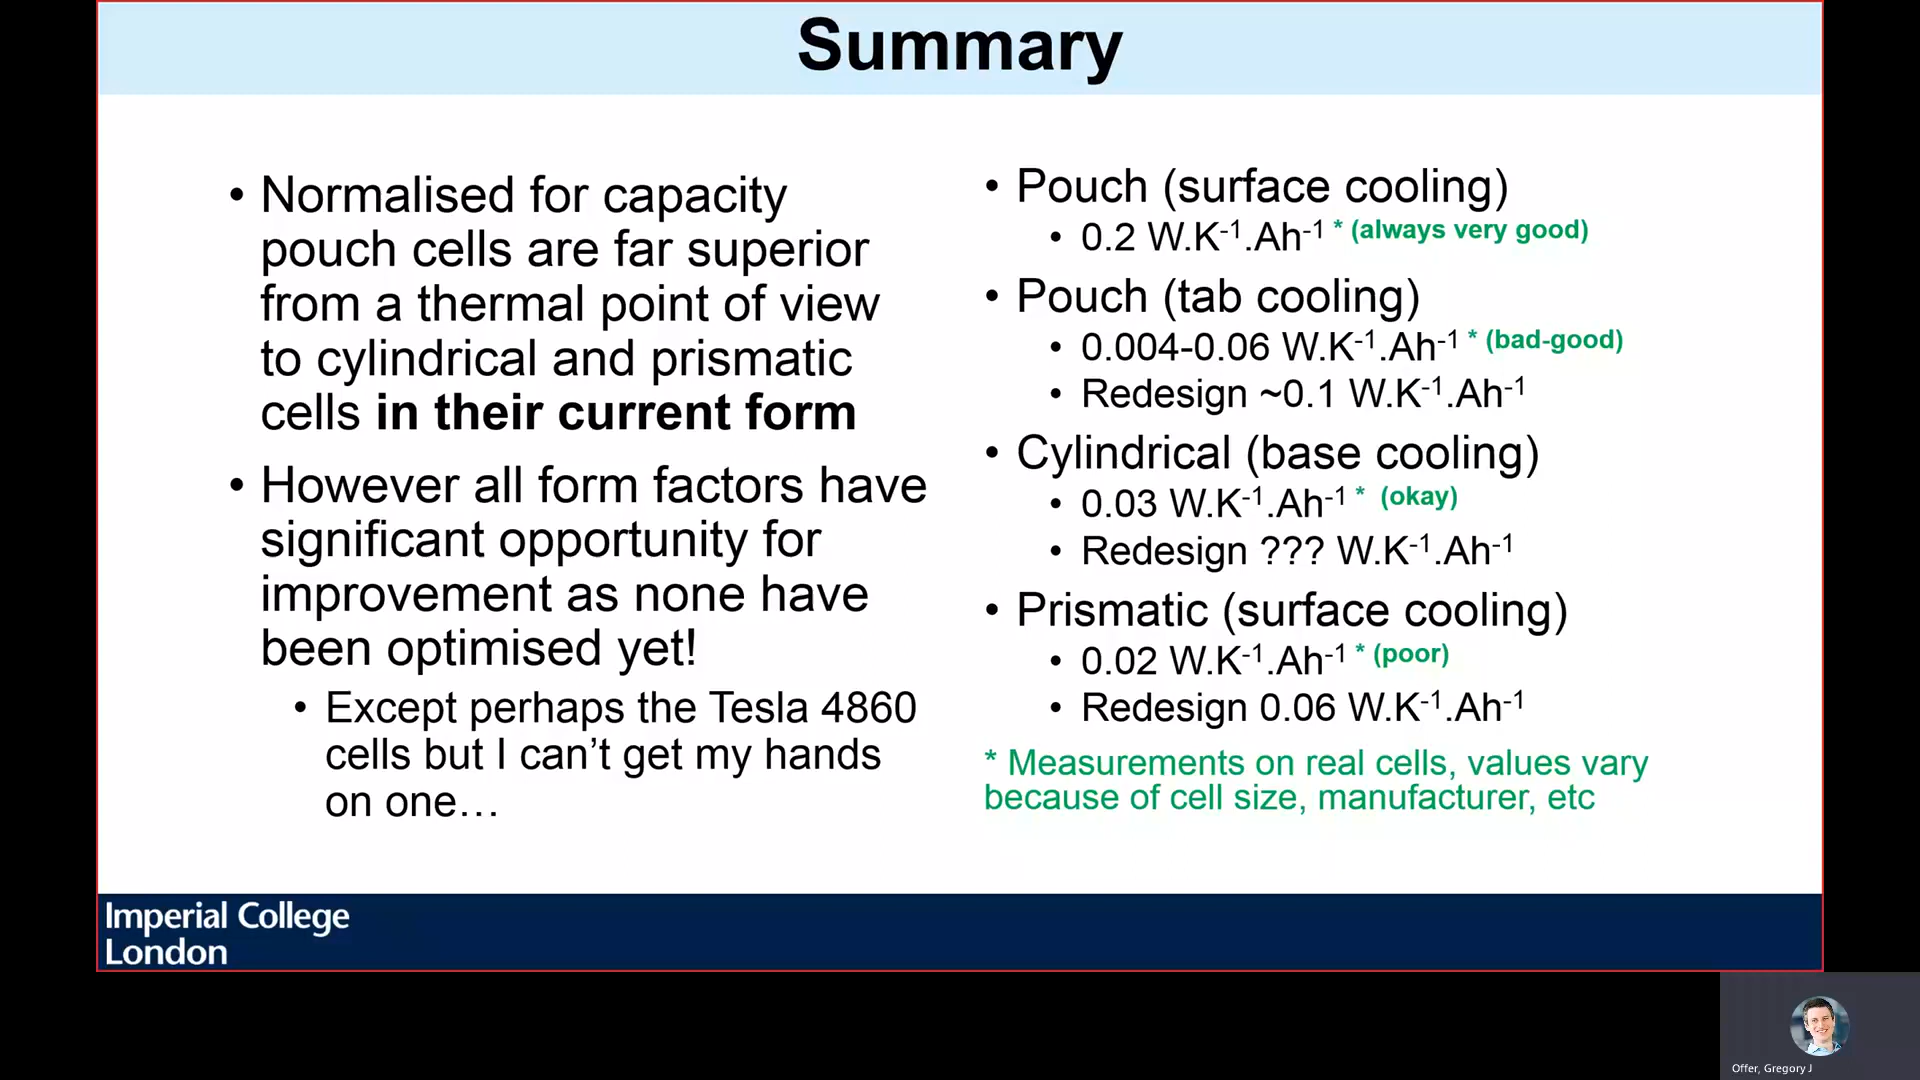 Summary
• Normalised for capacity
pouch cells are far superior
from a thermal point of view
to cylindrical and prismatic
cells in their current form
• However all form factors have
significant opportunity for
improvement as none have
been optimised yet!
• Except perhaps the Tesla 4860
cells but I can’t get my hands
on one…
• Pouch (surface cooling)
• 0.2 W.K⁻¹.Ah⁻¹ * (always very good)
• Pouch (tab cooling)
• 0.004-0.06 W.K⁻¹.Ah⁻¹ * (bad-good)
• Redesign ~0.1 W.K⁻¹.Ah⁻¹
• Cylindrical (base cooling)
• 0.03 W.K⁻¹.Ah⁻¹ * (okay)
• Redesign ??? W.K⁻¹.Ah⁻¹
• Prismatic (surface cooling)
• 0.02 W.K⁻¹.Ah⁻¹ * (poor)
• Redesign 0.06 W.K⁻¹.Ah⁻¹
* Measurements on real cells, values vary
because of cell size, manufacturer, etc
Imperial College
London
Offer, Gregory J